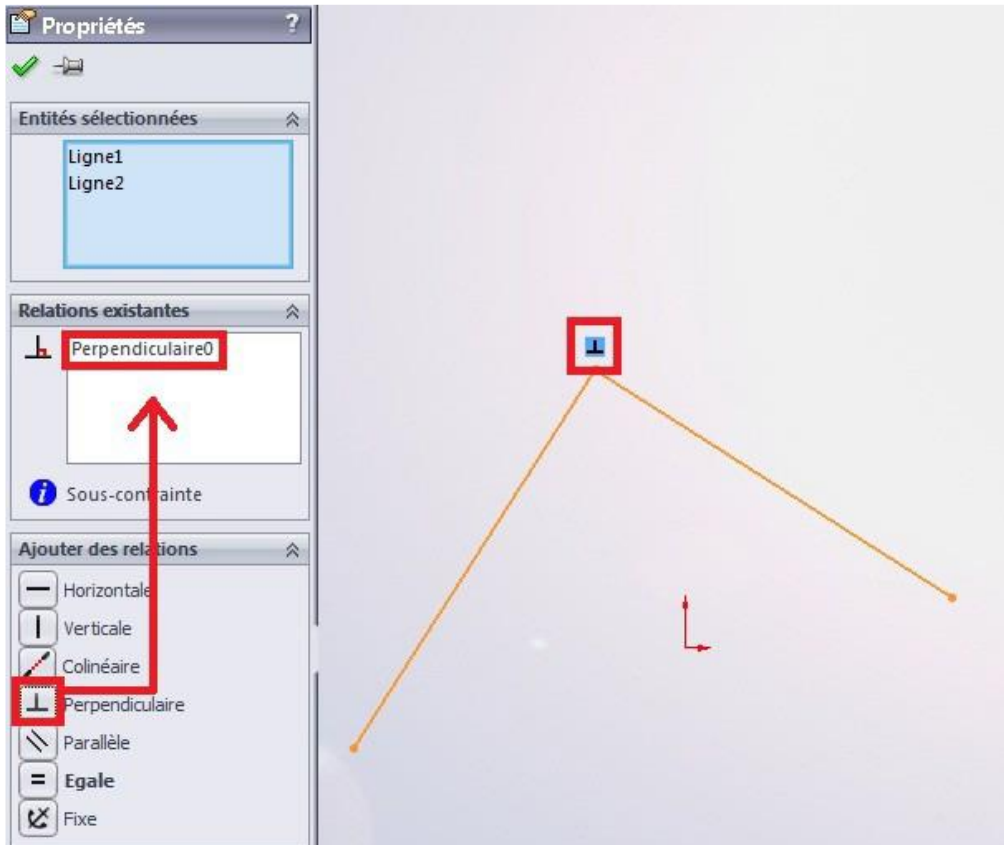 Propriétés ?
Entités sélectionnées
Ligne1
Ligne2
Relations existantes
Perpendiculaire0
i Sous-contrainte
Ajouter des relations
Horizontale
Verticale
Colinéaire
Perpendiculaire
Parallèle
Egale
Fixe